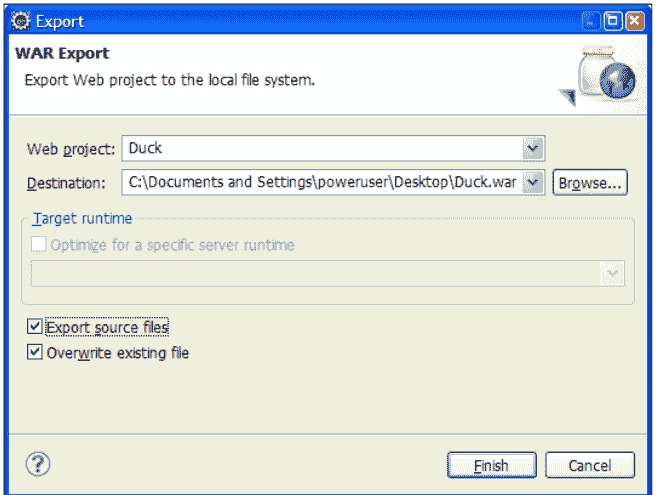 Export
WAR Export
Export Web project to the local file system.
Web project: Duck
Destination: C:\Documents and Settings\poweruser\Desktop\Duck.war Browse...
Target runtime
Optimize for a specific server runtime
Export source files
Overwrite existing file
? Finish Cancel